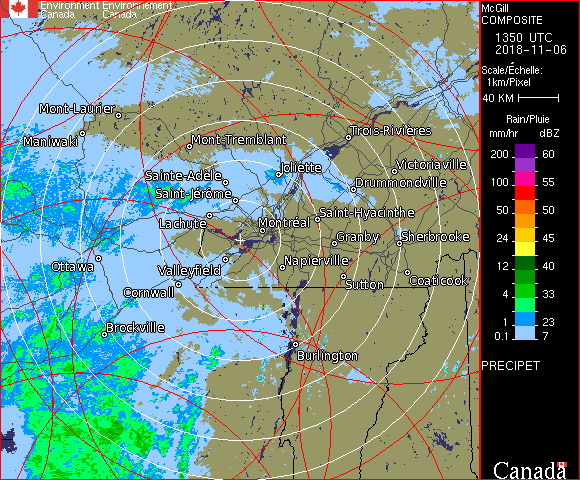 Environment Environnement
Canada Canada
McGill
COMPOSITE
1350 UTC
2018-11-06
Scale/Échelle:
1km/Pixel
40 KM
Rain/Pluie
mm/hr dBZ
200 60
100 55
50 50
24 45
12 40
8 35
4 33
1 23
0.1 7
PRECIPET
Canada
Mont-Laurier
Maniwaki
Mont-Tremblant
Trois-Rivières
Victoriaville
Joliette
Sainte-Adèle
Drummondville
Saint-Jérôme
Saint-Hyacinthe
Lachute
Montréal
Granby
Sherbrooke
Ottawa
Valleyfield
Napierville
Sutton
Coaticook
Cornwall
Brockville
Burlington